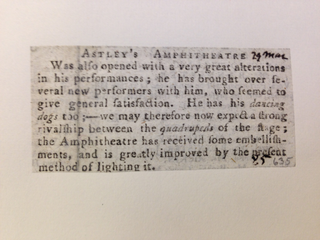 ASTLEY'S AMPHITHEATRE 29 Mar
Was also opened with a very great alterations
in his performances; he has brought over ſe-
veral new performers with him, who ſeemed to
give general ſatisfaction. He has his dancing
dogs too;—we may therefore now expect a ſtrong
rivalſhip between the quadrupeds of the ſtage;
the Amphitheatre has received ſome embelliſh-
ments, and is greatly improved by the preſent
method of lighting it. 85 635